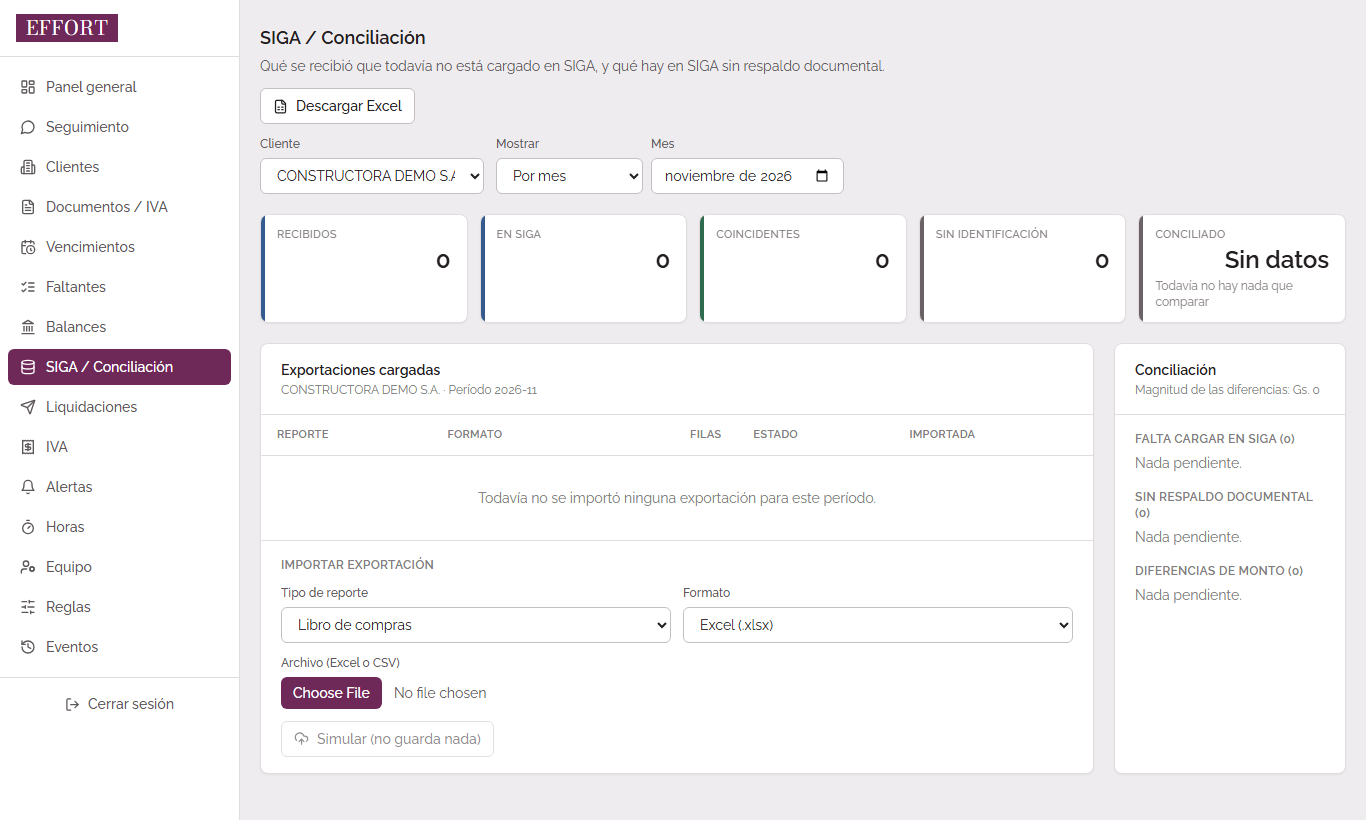 EFFORT
Panel general
Seguimiento
Clientes
Documentos / IVA
Vencimientos
Faltantes
Balances
SIGA / Conciliación
Liquidaciones
IVA
Alertas
Horas
Equipo
Reglas
Eventos
Cerrar sesión
SIGA / Conciliación
Qué se recibió que todavía no está cargado en SIGA, y qué hay en SIGA sin respaldo documental.
Descargar Excel
Cliente
Mostrar
Mes
CONSTRUCTORA DEMO S.A
Por mes
noviembre de 2026
RECIBIDOS
0
EN SIGA
0
COINCIDENTES
0
SIN IDENTIFICACIÓN
0
CONCILIADO
Sin datos
Todavía no hay nada que
comparar
Exportaciones cargadas
CONSTRUCTORA DEMO S.A. · Período 2026-11
REPORTE FORMATO FILAS ESTADO IMPORTADA
Todavía no se importó ninguna exportación para este período.
IMPORTAR EXPORTACIÓN
Tipo de reporte
Formato
Libro de compras
Excel (.xlsx)
Archivo (Excel o CSV)
Choose File No file chosen
Simular (no guarda nada)
Conciliación
Magnitud de las diferencias: Gs. 0
FALTA CARGAR EN SIGA (0)
Nada pendiente.
SIN RESPALDO DOCUMENTAL
(0)
Nada pendiente.
DIFERENCIAS DE MONTO (0)
Nada pendiente.